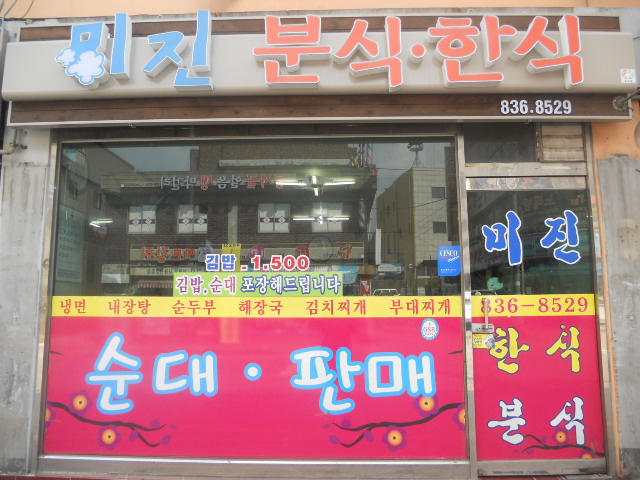 미진 분식·한식
836.8529
김밥.1.500
김밥.순대 포장해드립니다
냉면 내장탕 순두부 해장국 김치찌개 부대찌개
순대·판매
CESCO
미진
836-8529
한식
분식